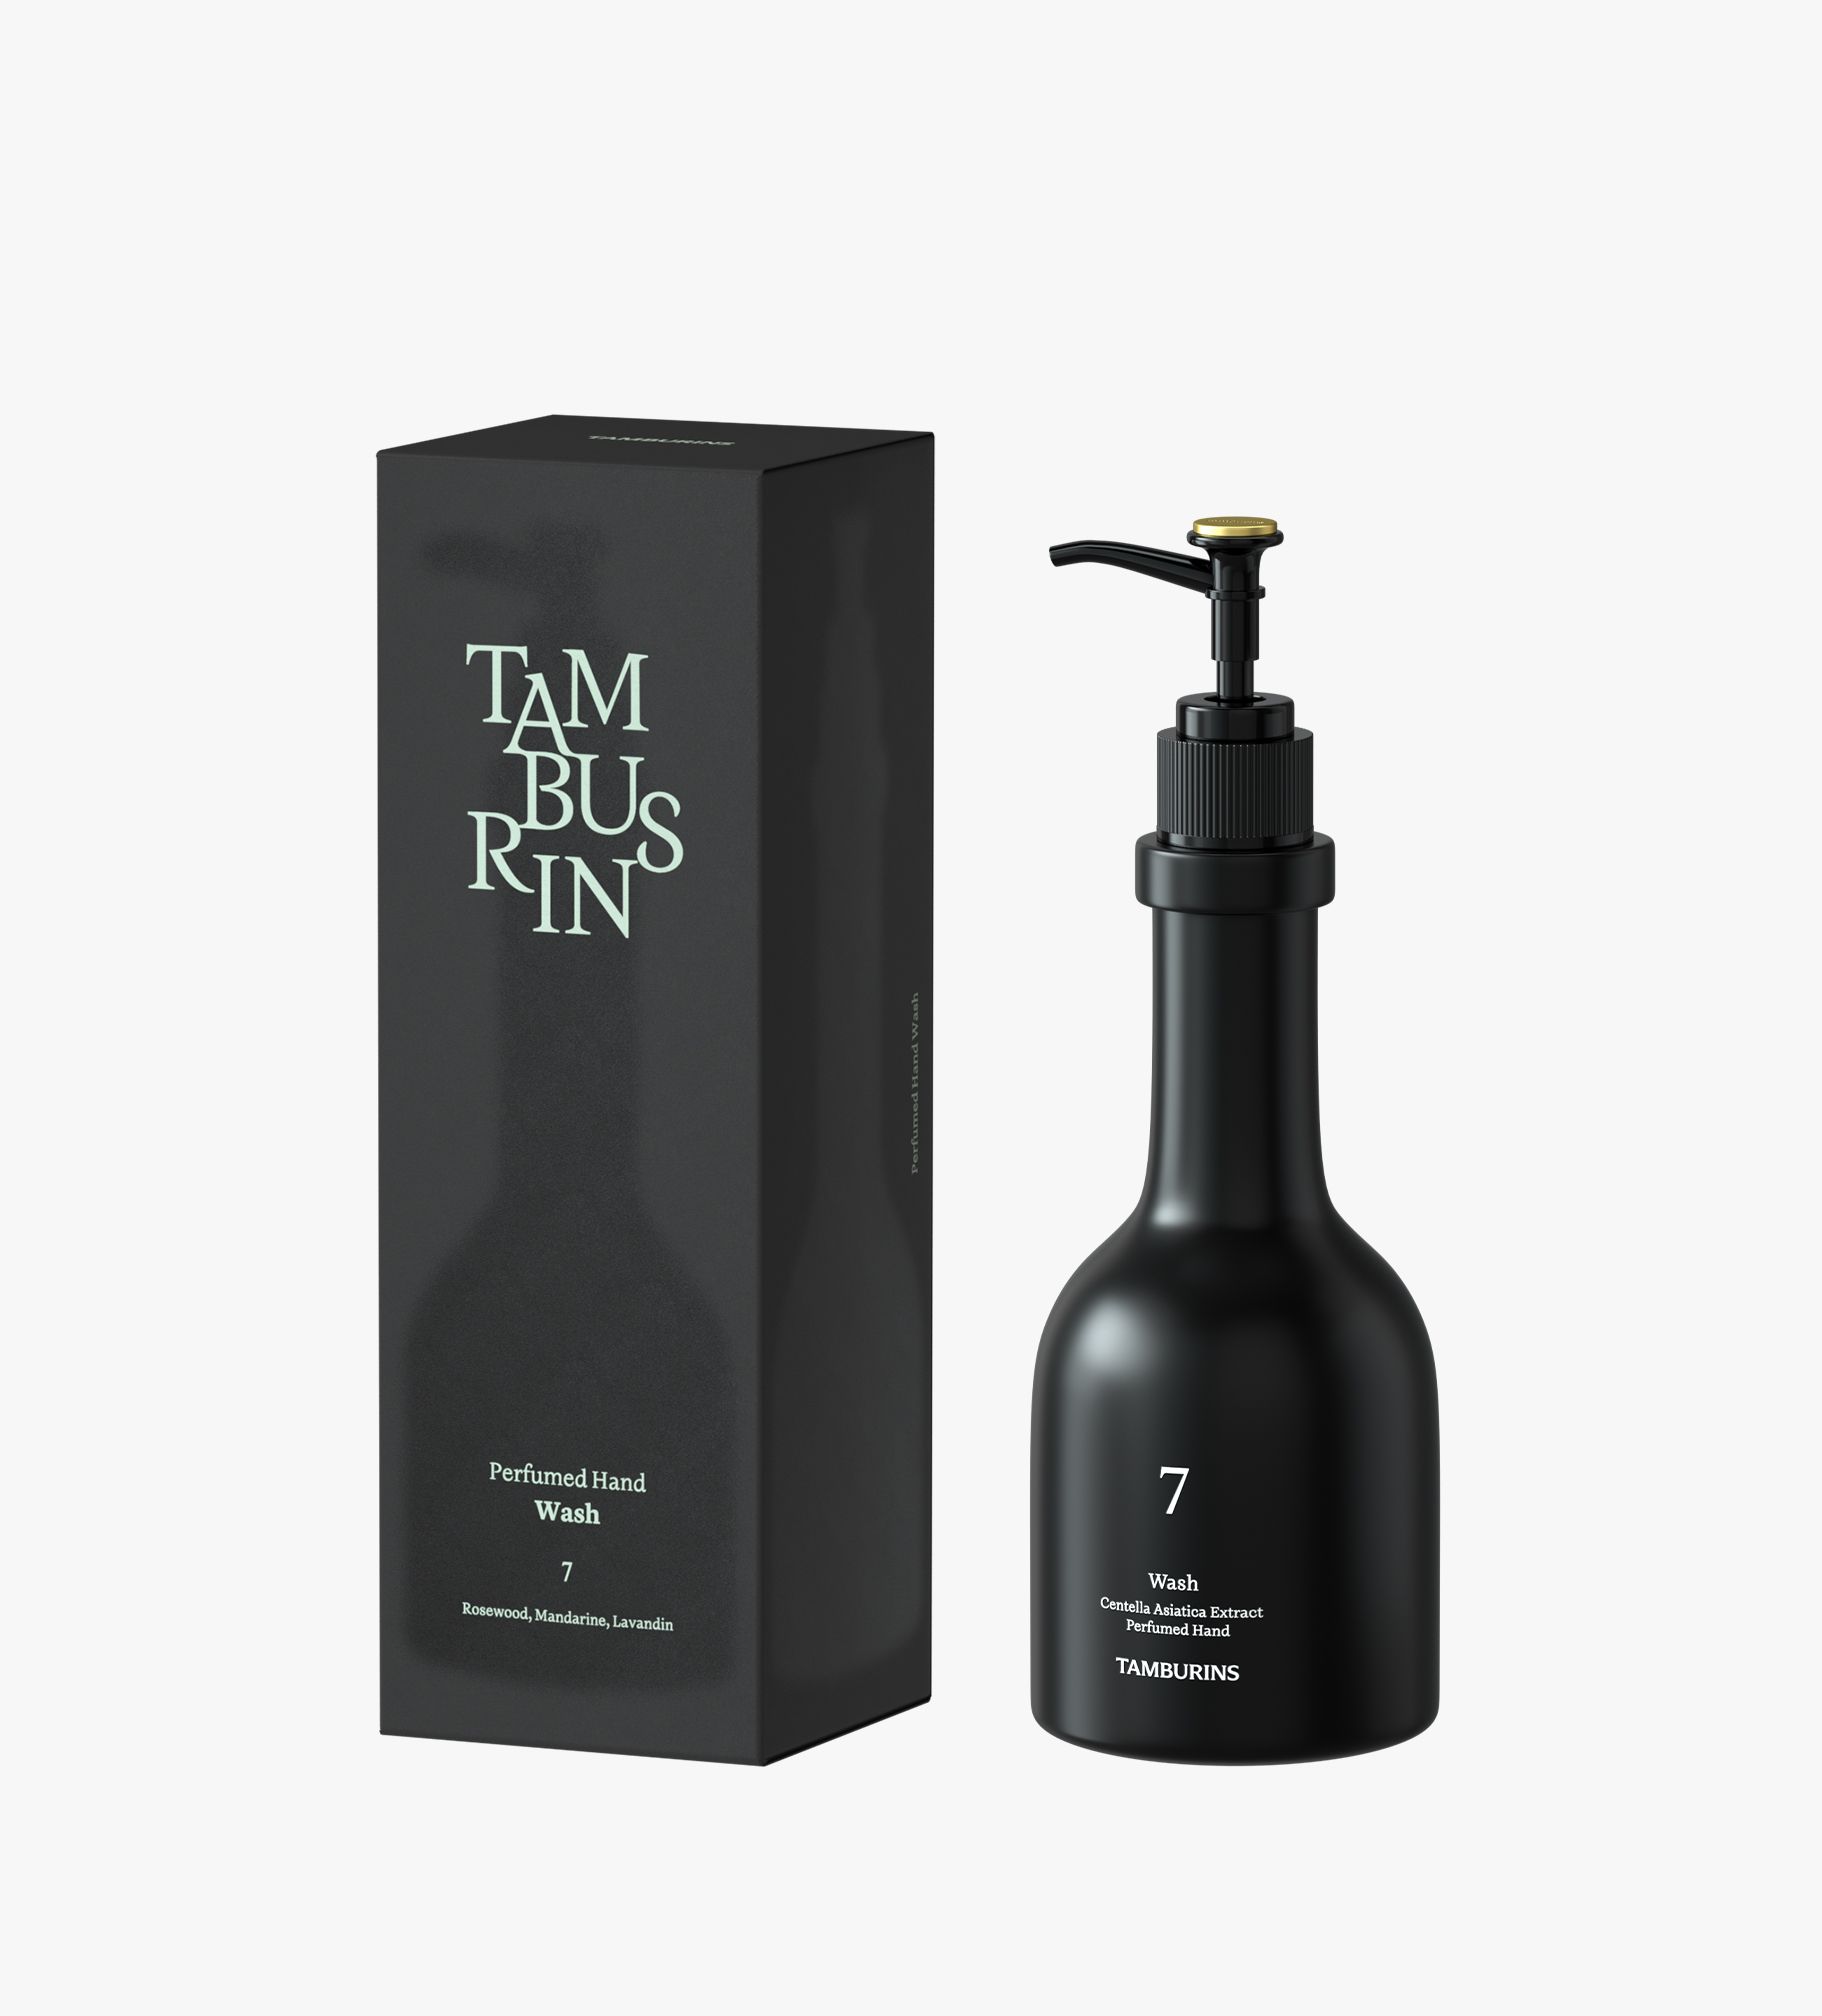 TAMBURINS
TAM
BUS
RIN
Perfumed Hand
Wash
7
Rosewood, Mandarine, Lavandin
Perfumed Hand Wash
7
Wash
Centella Asiatica Extract
Perfumed Hand
TAMBURINS